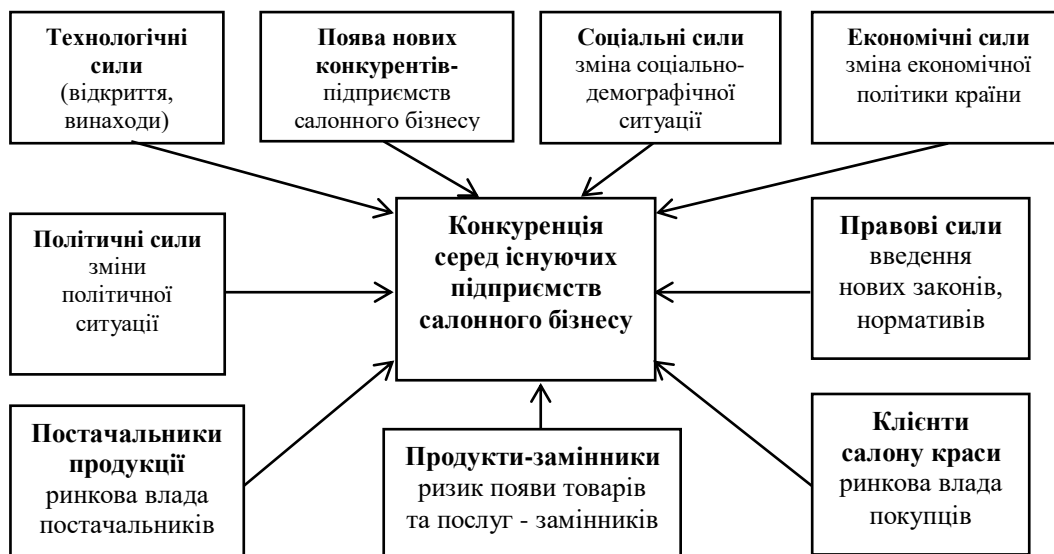 Технологічні
сили
(відкриття,
винаходи)
Поява нових
конкурентів-
підприємств
салонного бізнесу
Соціальні сили
зміна соціально-
демографічної
ситуації
Економічні сили
зміна економічної
політики країни
Політичні сили
зміни
політичної
ситуації
Конкуренція
серед існуючих
підприємств
салонного бізнесу
Правові сили
введення
нових законів,
нормативів
Постачальники
продукції
ринкова влада
постачальників
Продукти-замінники
ризик появи товарів
та послуг - замінників
Клієнти
салону краси
ринкова влада
покупців